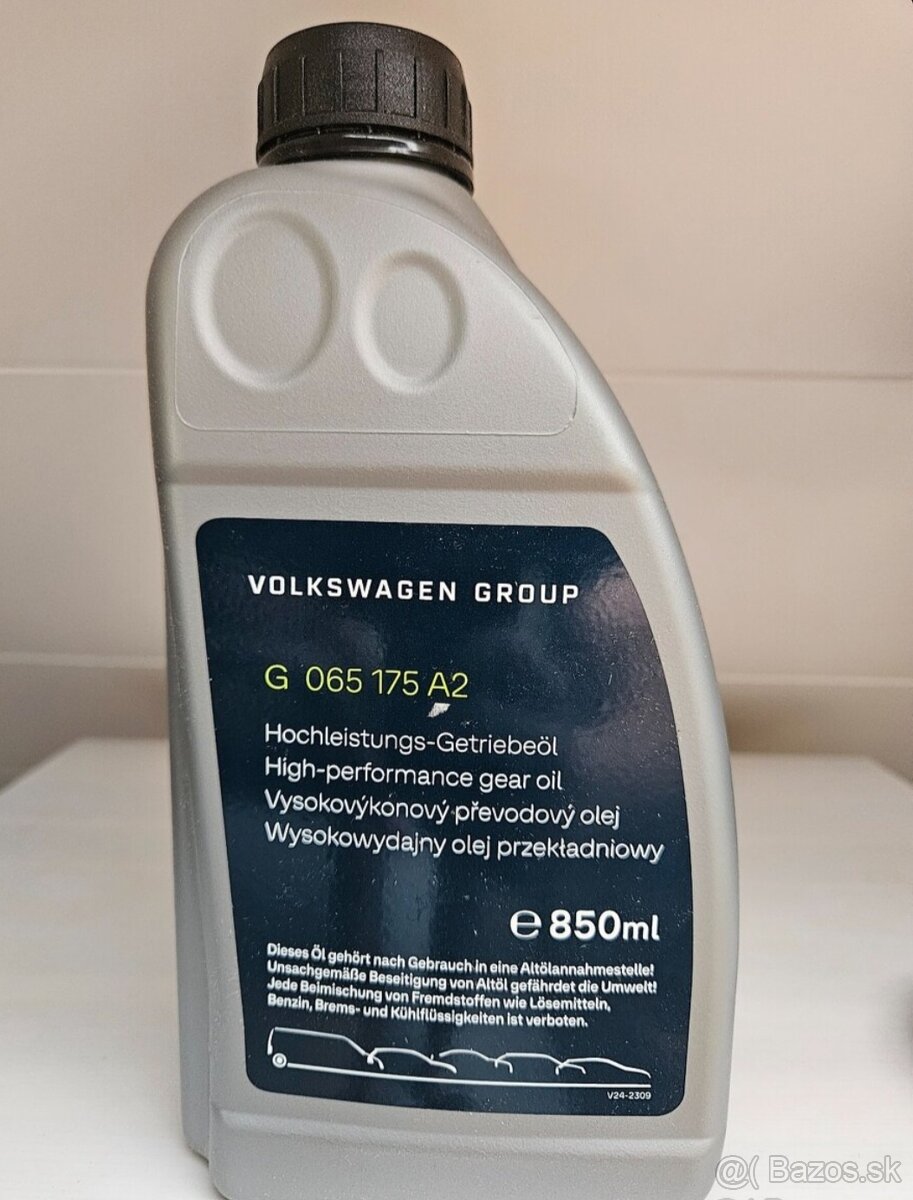 VOLKSWAGEN GROUP
G 065 175 A2
Hochleistungs-Getriebeöl
High-performance gear oil
Vysokovýkonový převodový olej
Wysokowydajny olej przekładniowy
℮ 850ml
Dieses Öl gehört nach Gebrauch in eine Altölannahmestelle!
Unsachgemäße Beseitigung von Altöl gefährdet die Umwelt!
Jede Beimischung von Fremdstoffen wie Lösemitteln,
Benzin, Brems- und Kühlflüssigkeiten ist verboten.
V24-2309
@( Bazos.sk